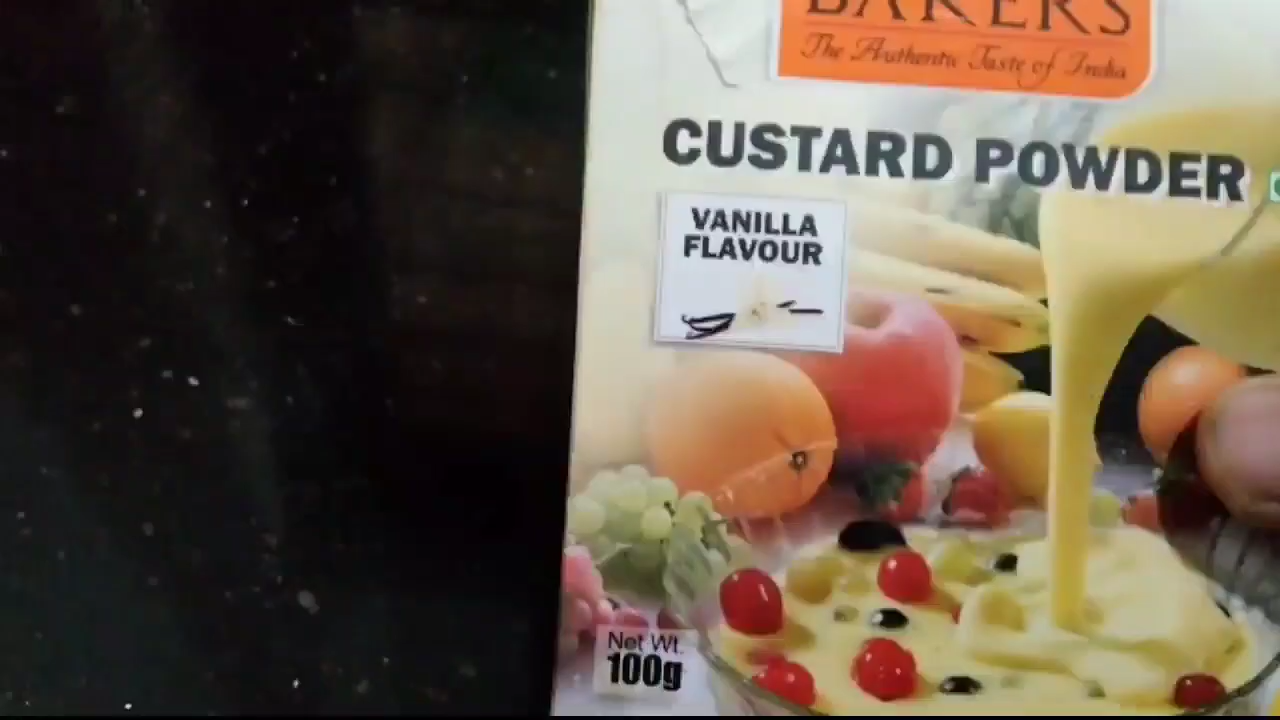 BAKERS
The Authentic Taste of India
CUSTARD POWDER
VANILLA
FLAVOUR
Net Wt.
100g